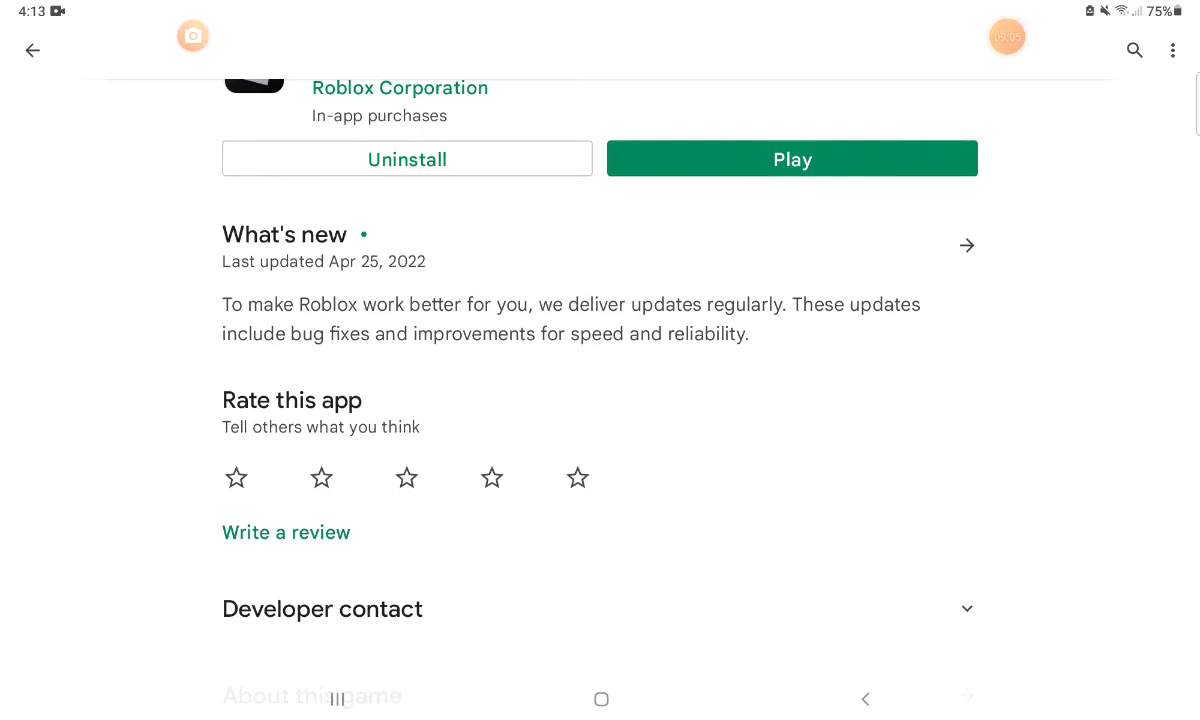 4:13
75%
09:05
Roblox Corporation
In-app purchases
Uninstall
Play
What's new
Last updated Apr 25, 2022
To make Roblox work better for you, we deliver updates regularly. These updates
include bug fixes and improvements for speed and reliability.
Rate this app
Tell others what you think
Write a review
Developer contact
About this game